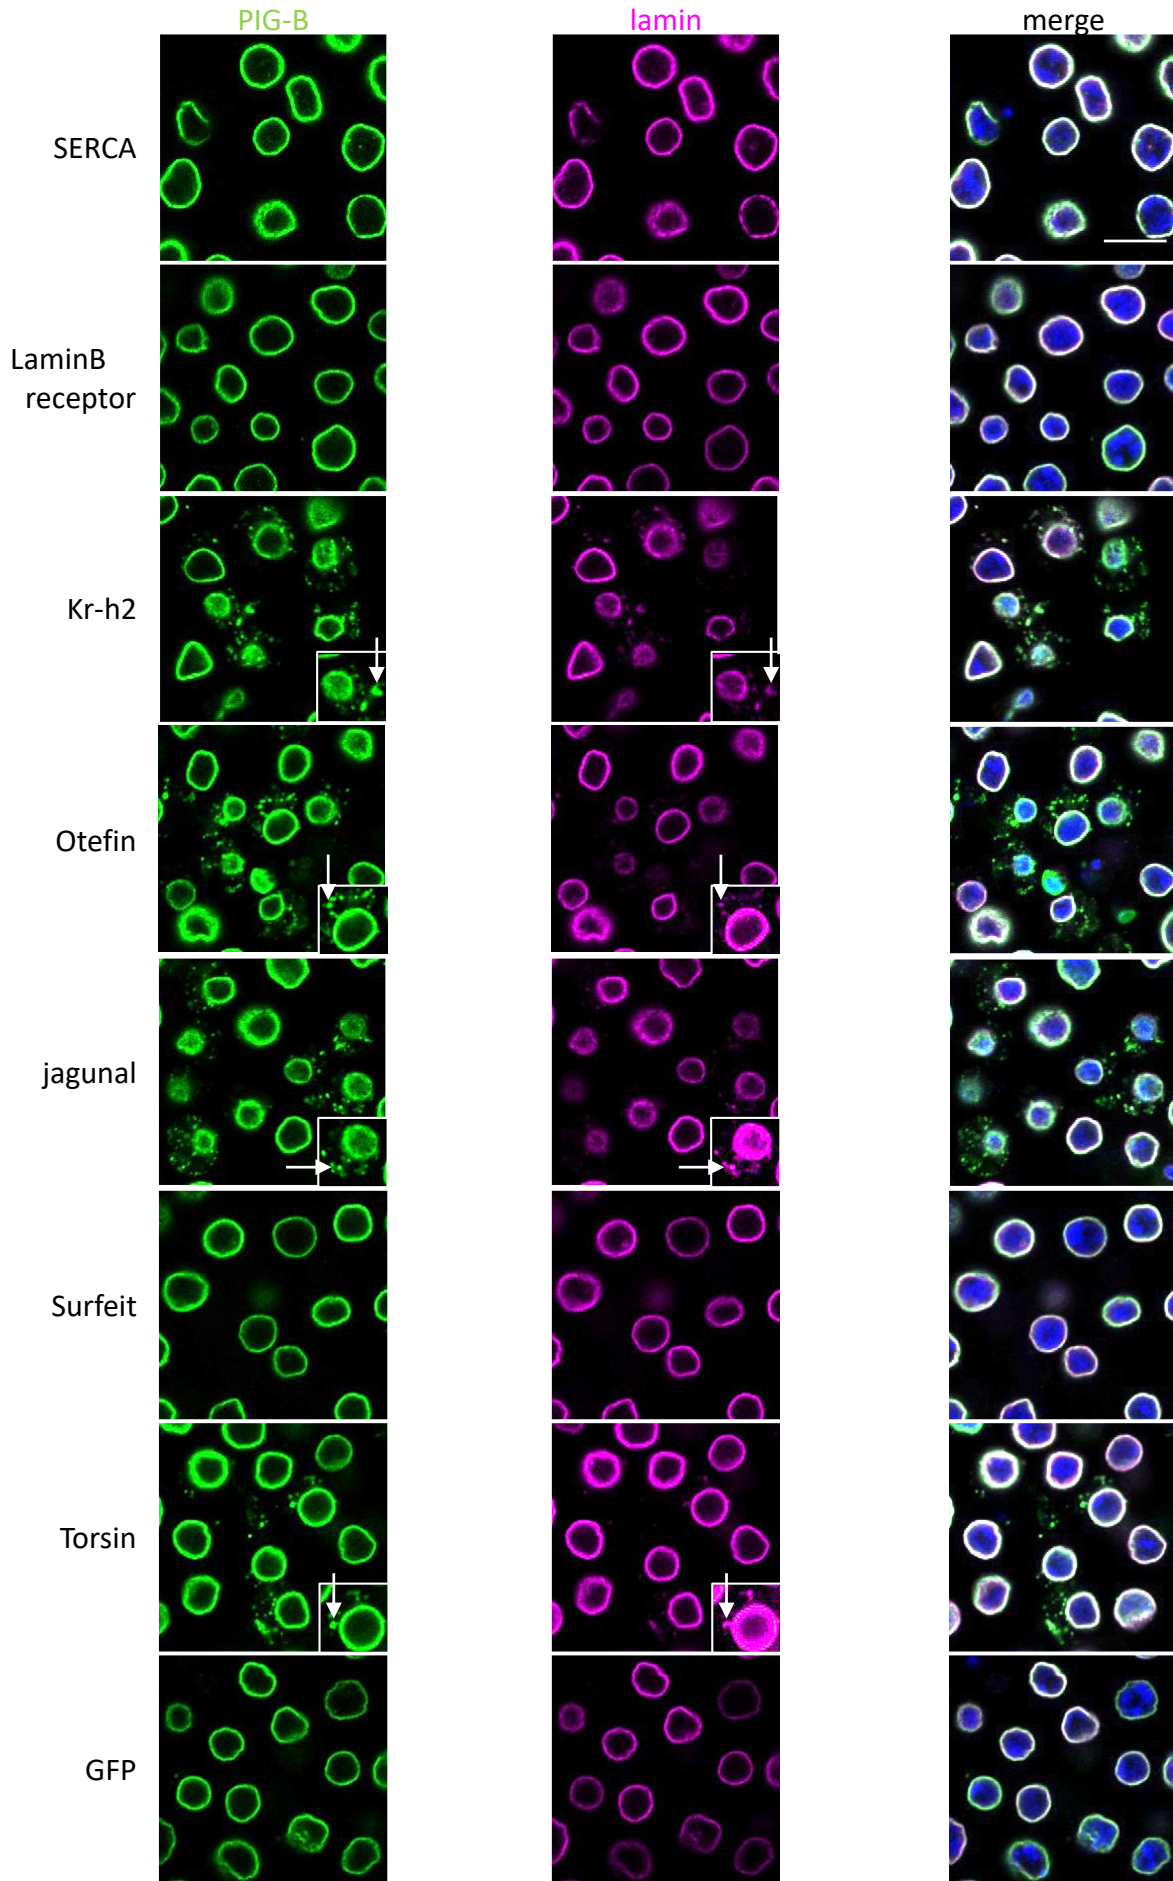 PIG-B lamin merge
SERCA
LaminB
receptor
Kr-h2
Otefin
jagunal
Surfeit
Torsin
GFP